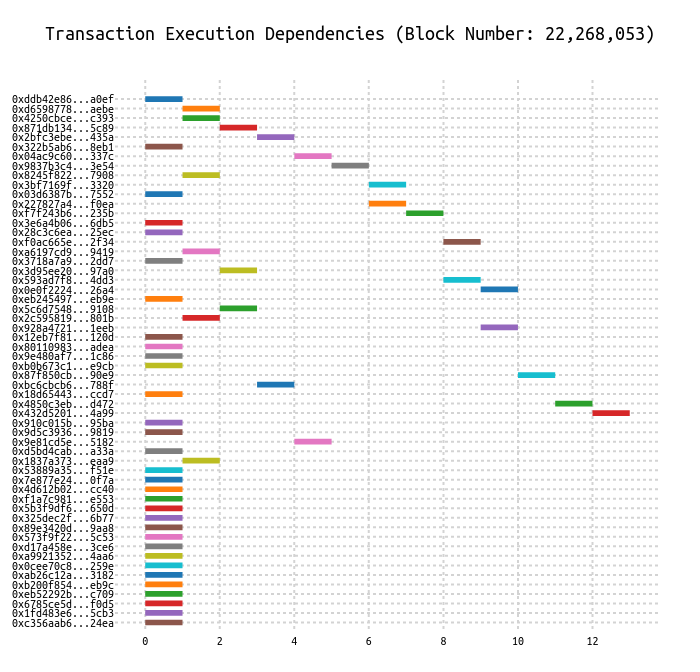 Transaction Execution Dependencies (Block Number: 22,268,053)
0xddb42e86...a0ef
0xd6598778...aebe
0x4250cbce...c393
0x871db134...5c89
0x2bfc3ebe...435a
0x322b5ab6...8eb1
0x04ac9c60...337c
0x9837b3c4...3e54
0x8245f822...7908
0x3bf7169f...3320
0x03d6387b...7552
0x227827a4...f0ea
0xf7f243b6...235b
0x3e6a4b06...6db5
0x28c3c6ea...25ec
0xf0ac665e...2f34
0xa6197cd9...9419
0x3718a7a9...2dd7
0x3d95ee20...97a0
0x593ad7f8...4dd3
0x0e0f2224...26a4
0xeb245497...eb9e
0x5c6d7548...9108
0x2c595819...801b
0x928a4721...1eeb
0x12eb7f81...120d
0x80110983...adea
0x9e480af7...1c86
0xb0b673c1...e9cb
0x87f850cb...90e9
0xbc6cbcb6...788f
0x18d65443...ccd7
0x4850c3eb...d472
0x432d5201...4a99
0x910c015b...95ba
0x9d5c3936...9819
0x9e81cd5e...5182
0xd5bd4cab...a33a
0x1837a373...eaa9
0x53889a35...f51e
0x7e877e24...0f7a
0x4d612b02...cc40
0xf1a7c981...e553
0x5b3f9df6...650d
0x325dec2f...6b77
0x89e3420d...9aa8
0x573f9f22...5c53
0xd17a458e...3ce6
0xa9921352...4aa6
0x0cee70c8...259e
0xab26c12a...3182
0xb200f854...eb9c
0xeb52292b...c709
0x6785ce5d...f0d5
0x1fd483e6...5cb3
0xc356aab6...24ea
0 2 4 6 8 10 12